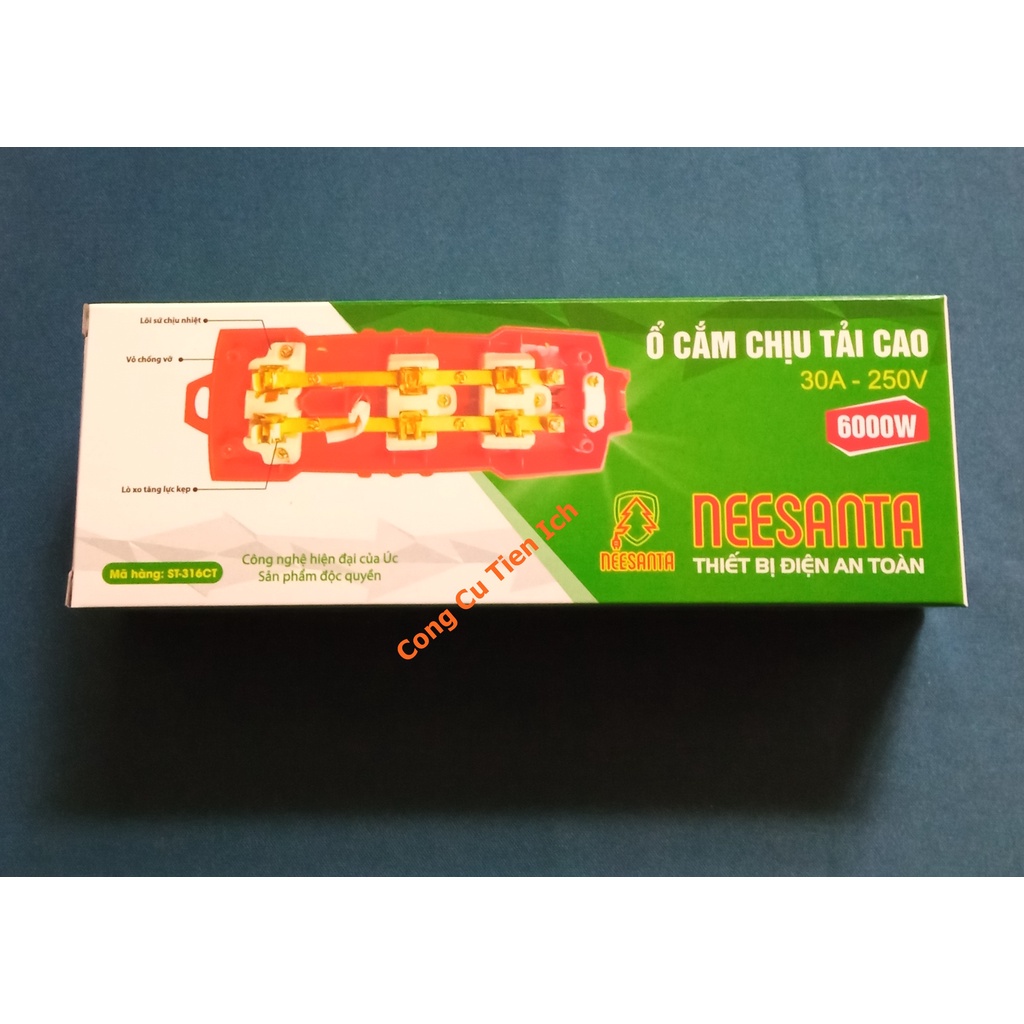 Lõi sứ chịu nhiệt
Vỏ chống vỡ
Lò xo tăng lực kẹp
Mã hàng: ST-316CT
Công nghệ hiện đại của Úc
Sản phẩm độc quyền
Ổ CẮM CHỊU TẢI CAO
30A - 250V
6000W
NEESANTA
NEESANTA
THIẾT BỊ ĐIỆN AN TOÀN
Cong Cu Tien Ich